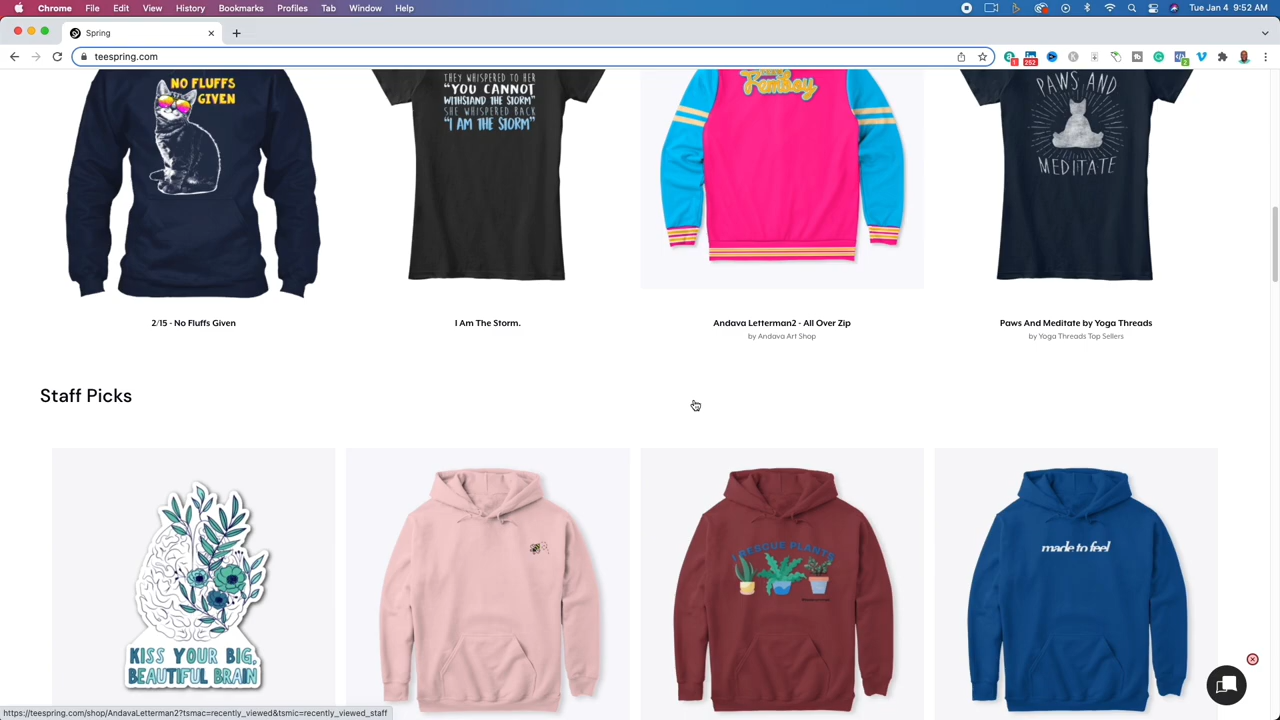 Chrome File Edit View History Bookmarks Profiles Tab Window Help Tue Jan 4 9:52 AM
Spring
teespring.com
1 252 2
NO FLUFFS
GIVEN
THEY WHISPERED TO HER
"YOU CANNOT
WITHSTAND THE STORM"
SHE WHISPERED BACK
"I AM THE STORM"
Femboy
PAWS AND
MEDITATE
2/15 - No Fluffs Given
I Am The Storm.
Andava Letterman2 - All Over Zip
by Andava Art Shop
Paws And Meditate by Yoga Threads
by Yoga Threads Top Sellers
Staff Picks
KISS YOUR BIG,
BEAUTIFUL BRAIN
I RESCUE PLANTS
made to feel
https://teespring.com/shop/AndavaLetterman2?tsmac=recently_viewed&tsmic=recently_viewed_staff